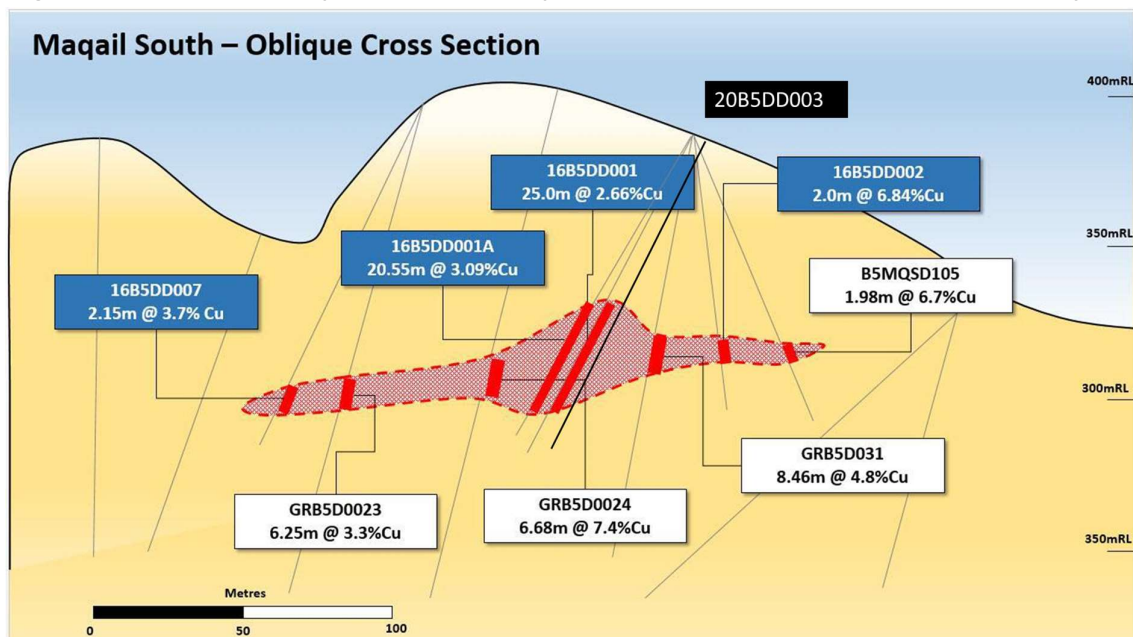 Maqail South – Oblique Cross Section
400mRL
20B5DD003
16B5DD001
25.0m @ 2.66%Cu
16B5DD002
2.0m @ 6.84%Cu
350mRL
16B5DD001A
20.55m @ 3.09%Cu
B5MQSD105
1.98m @ 6.7%Cu
16B5DD007
2.15m @ 3.7% Cu
300mRL
GRB5D031
8.46m @ 4.8%Cu
GRB5D0023
6.25m @ 3.3%Cu
GRB5D0024
6.68m @ 7.4%Cu
350mRL
Metres
0 50 100